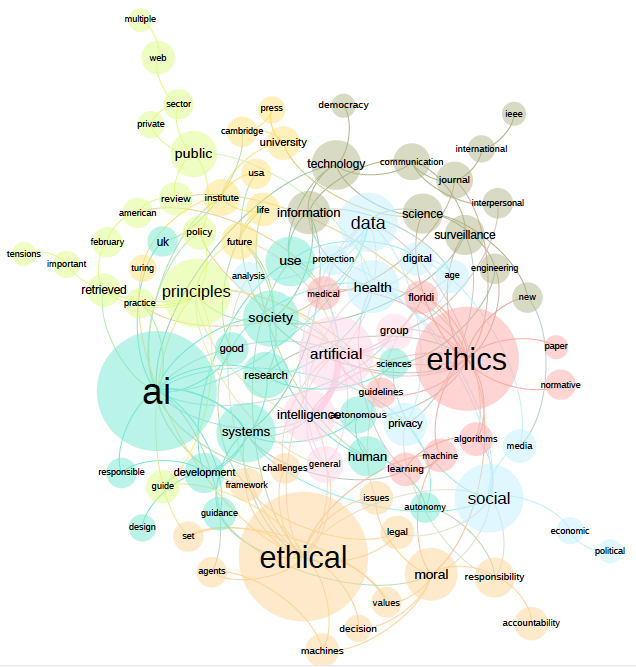 multiple
web
sector
press
democracy
ieee
private
cambridge
university
public
technology
communication
international
usa
journal
review
institute
life
information
science
interpersonal
american
data
uk
policy
future
use
protection
surveillance
february
tensions
important
turing
analysis
digital
age
engineering
retrieved
practice
principles
medical
health
floridi
new
society
group
good
artificial
sciences
ethics
paper
ai
research
guidelines
normative
intelligence
autonomous
privacy
systems
algorithms
media
human
machine
responsible
development
challenges
general
learning
guide
framework
issues
autonomy
social
guidance
design
set
legal
economic
political
ethical
agents
moral
responsibility
values
decision
accountability
machines